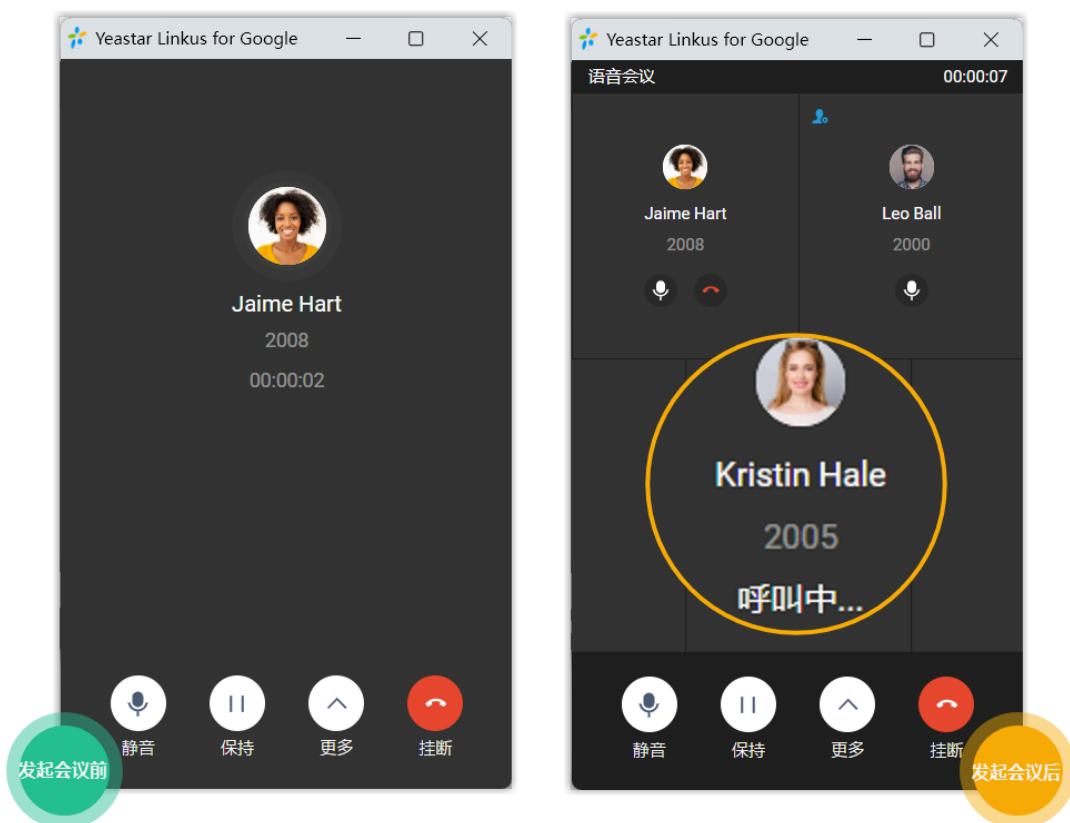 Yeastar Linkus for Google
Jaime Hart
2008
00:00:02
静音
保持
更多
挂断
发起会议前
Yeastar Linkus for Google
语音会议
00:00:07
Jaime Hart
2008
Leo Ball
2000
Kristin Hale
2005
呼叫中...
静音
保持
更多
挂断
发起会议后